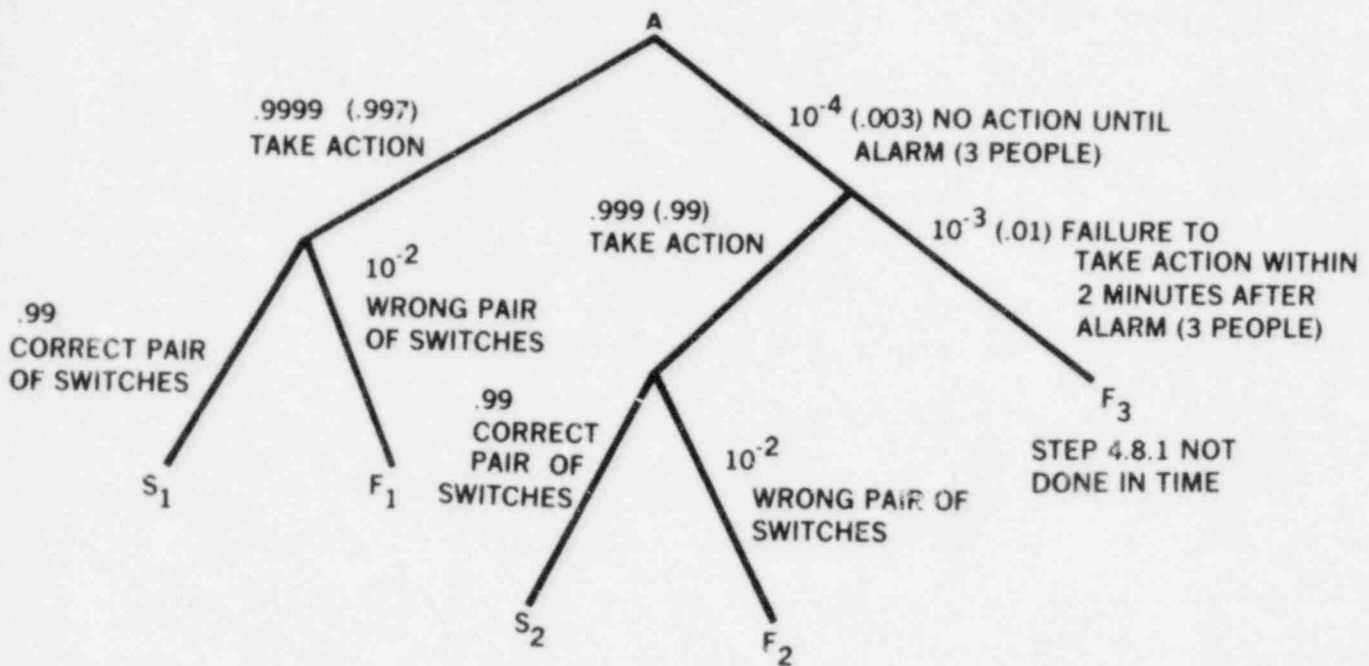 A
.9999 (.997)
TAKE ACTION
10⁻⁴ (.003) NO ACTION UNTIL
ALARM (3 PEOPLE)
.999 (.99)
TAKE ACTION
10⁻³ (.01) FAILURE TO
TAKE ACTION WITHIN
2 MINUTES AFTER
ALARM (3 PEOPLE)
.99
CORRECT PAIR
OF SWITCHES
10⁻²
WRONG PAIR
OF SWITCHES
S₁
F₁
.99
CORRECT
PAIR OF
SWITCHES
10⁻²
WRONG PAIR OF
SWITCHES
F₃
STEP 4.8.1 NOT
DONE IN TIME
S₂
F₂